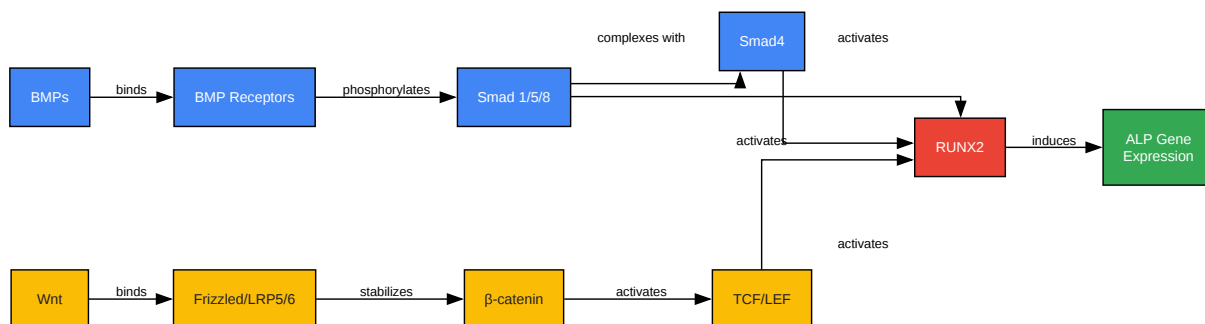 Smad4
complexes with
activates
BMPs
binds
BMP Receptors
phosphorylates
Smad 1/5/8
activates
RUNX2
induces
ALP Gene
Expression
activates
Wnt
binds
Frizzled/LRP5/6
stabilizes
β-catenin
activates
TCF/LEF